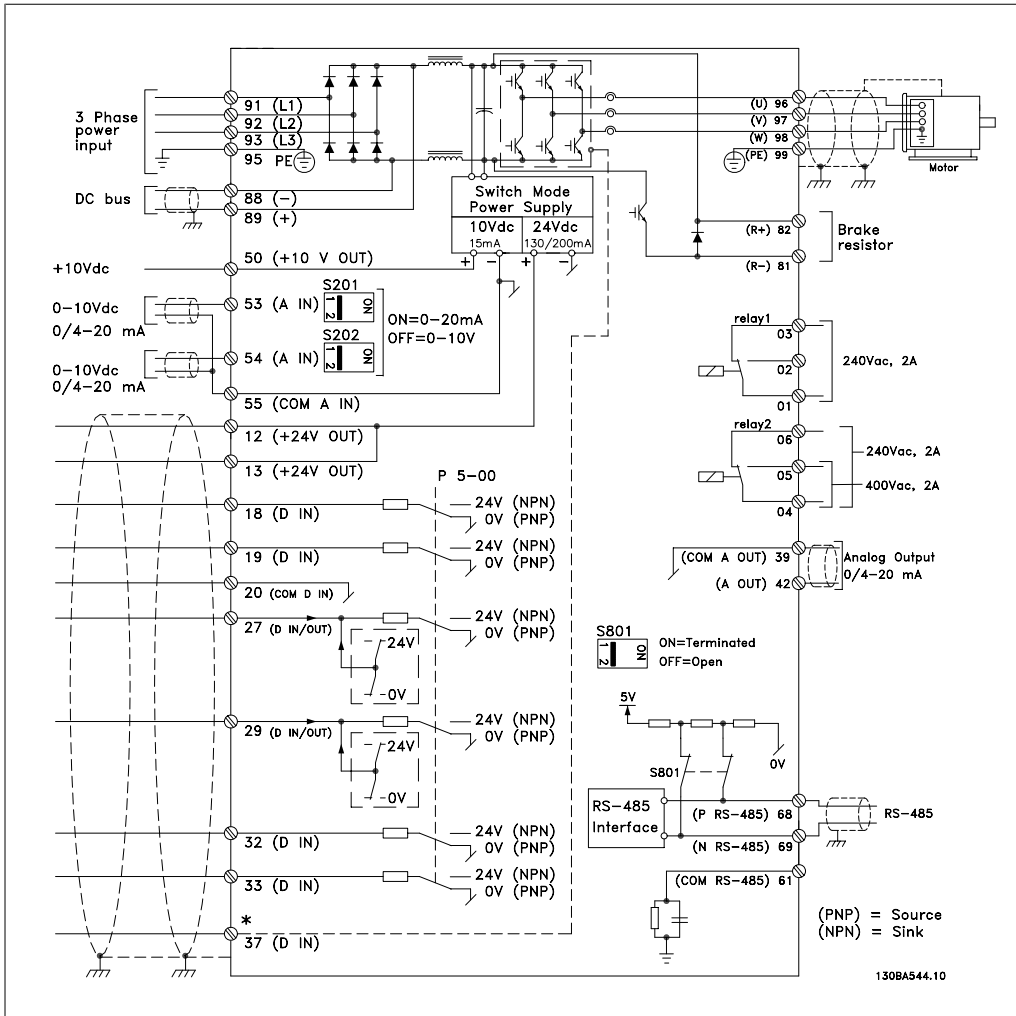 3 Phase
power
input
91 (L1)
92 (L2)
93 (L3)
95 PE
DC bus
88 (-)
89 (+)
Switch Mode
Power Supply
10Vdc
15mA
24Vdc
130/200mA
+ - + -
+10Vdc
50 (+10 V OUT)
S201
ON
1 2
0-10Vdc
0/4-20 mA
53 (A IN)
ON=0-20mA
OFF=0-10V
S202
ON
1 2
0-10Vdc
0/4-20 mA
54 (A IN)
55 (COM A IN)
12 (+24V OUT)
13 (+24V OUT)
P 5-00
18 (D IN)
24V (NPN)
0V (PNP)
19 (D IN)
24V (NPN)
0V (PNP)
20 (COM D IN)
27 (D IN/OUT)
24V (NPN)
0V (PNP)
24V
0V
29 (D IN/OUT)
24V (NPN)
0V (PNP)
24V
0V
32 (D IN)
24V (NPN)
0V (PNP)
33 (D IN)
24V (NPN)
0V (PNP)
*
37 (D IN)
(U) 96
(V) 97
(W) 98
(PE) 99
Motor
(R+) 82
Brake
resistor
(R-) 81
relay1
03
02
01
240Vac, 2A
relay2
06
05
04
240Vac, 2A
400Vac, 2A
(COM A OUT) 39
(A OUT) 42
Analog Output
0/4-20 mA
S801
ON
1 2
ON=Terminated
OFF=Open
5V
0V
S801
RS-485
Interface
(P RS-485) 68
(N RS-485) 69
RS-485
(COM RS-485) 61
(PNP) = Source
(NPN) = Sink
130BA544.10